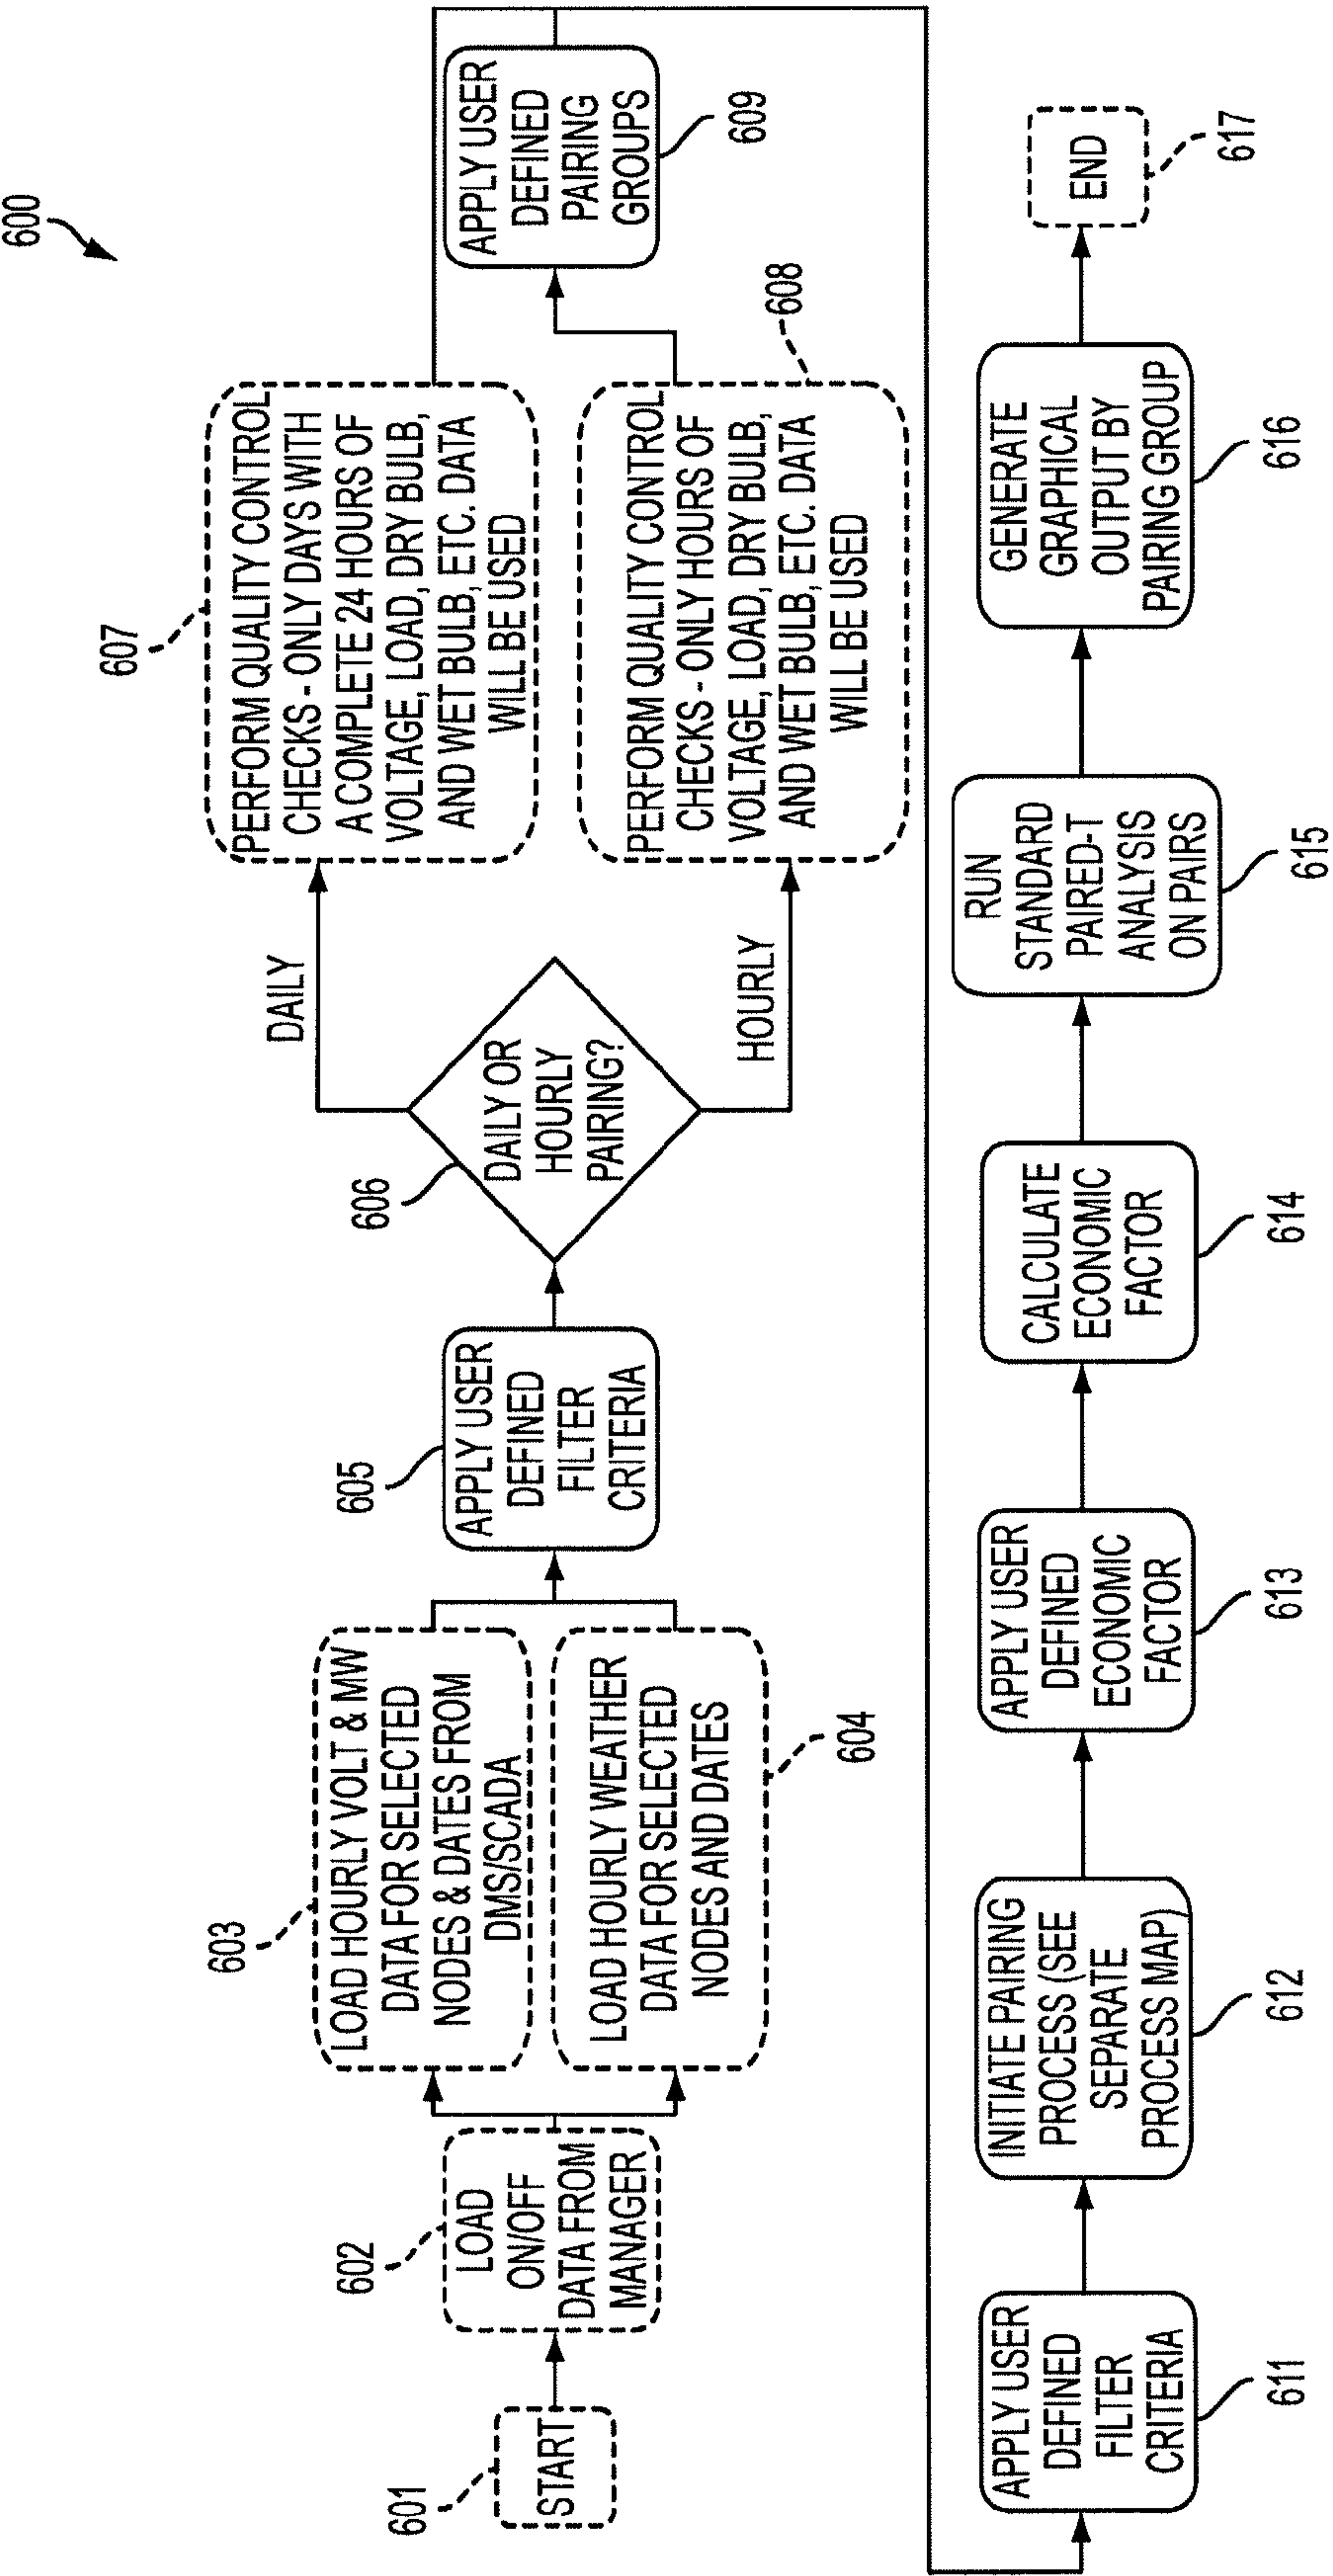 600
601
START
602
LOAD
ON/OFF
DATA FROM
MANAGER
603
LOAD HOURLY VOLT & MW
DATA FOR SELECTED
NODES & DATES FROM
DMS/SCADA
LOAD HOURLY WEATHER
DATA FOR SELECTED
NODES AND DATES
604
605
APPLY USER
DEFINED
FILTER
CRITERIA
606
DAILY OR
HOURLY
PAIRING?
DAILY
HOURLY
607
PERFORM QUALITY CONTROL
CHECKS - ONLY DAYS WITH
A COMPLETE 24 HOURS OF
VOLTAGE, LOAD, DRY BULB,
AND WET BULB, ETC. DATA
WILL BE USED
PERFORM QUALITY CONTROL
CHECKS - ONLY HOURS OF
VOLTAGE, LOAD, DRY BULB,
AND WET BULB, ETC. DATA
WILL BE USED
608
APPLY USER
DEFINED
PAIRING
GROUPS
609
APPLY USER
DEFINED
FILTER
CRITERIA
611
INITIATE PAIRING
PROCESS (SEE
SEPARATE
PROCESS MAP)
612
APPLY USER
DEFINED
ECONOMIC
FACTOR
613
CALCULATE
ECONOMIC
FACTOR
614
RUN
STANDARD
PAIRED-T
ANALYSIS
ON PAIRS
615
GENERATE
GRAPHICAL
OUTPUT BY
PAIRING GROUP
616
END
617